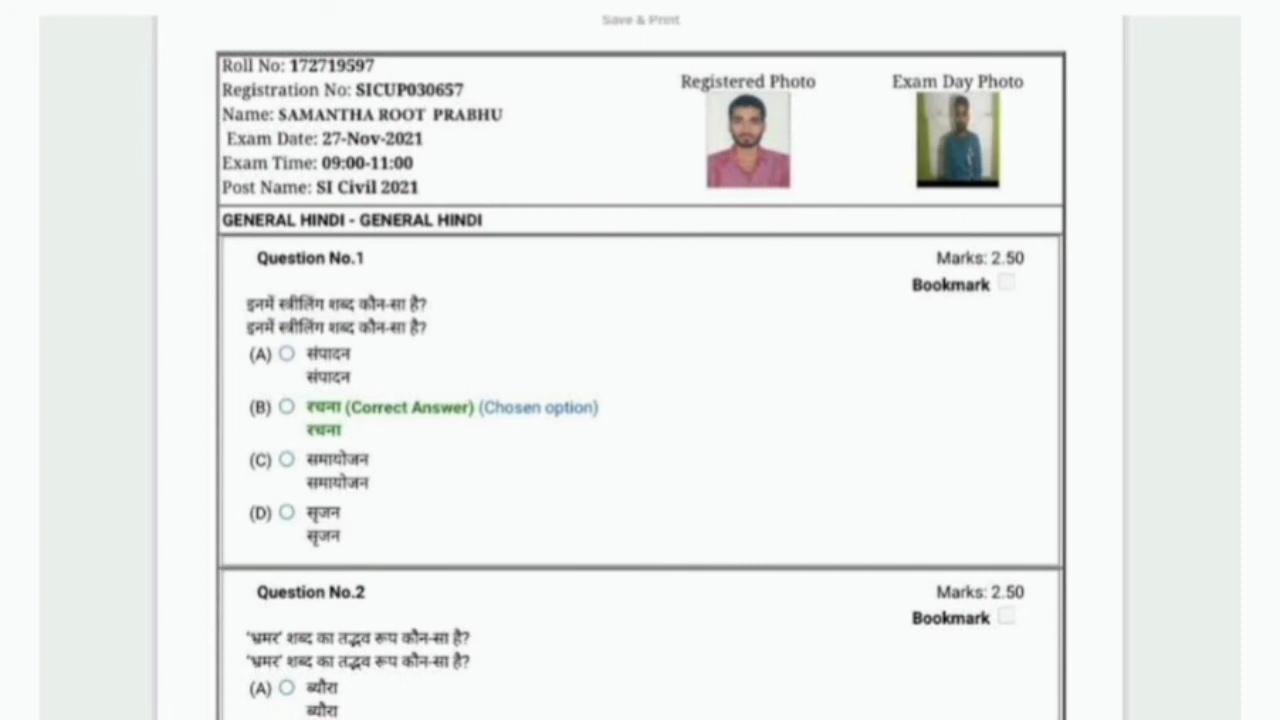 Save & Print
Roll No: 172719597
Registration No: SICUP030657
Name: SAMANTHA ROOT PRABHU
Exam Date: 27-Nov-2021
Exam Time: 09:00-11:00
Post Name: SI Civil 2021
Registered Photo
Exam Day Photo
GENERAL HINDI - GENERAL HINDI
Question No.1
Marks: 2.50
Bookmark
इनमें स्त्रीलिंग शब्द कौन-सा है?
इनमें स्त्रीलिंग शब्द कौन-सा है?
(A) संपादन
संपादन
(B) रचना (Correct Answer) (Chosen option)
रचना
(C) समायोजन
समायोजन
(D) सृजन
सृजन
Question No.2
Marks: 2.50
Bookmark
'भ्रमर' शब्द का तद्भव रूप कौन-सा है?
'भ्रमर' शब्द का तद्भव रूप कौन-सा है?
(A) ब्यौरा
ब्यौरा